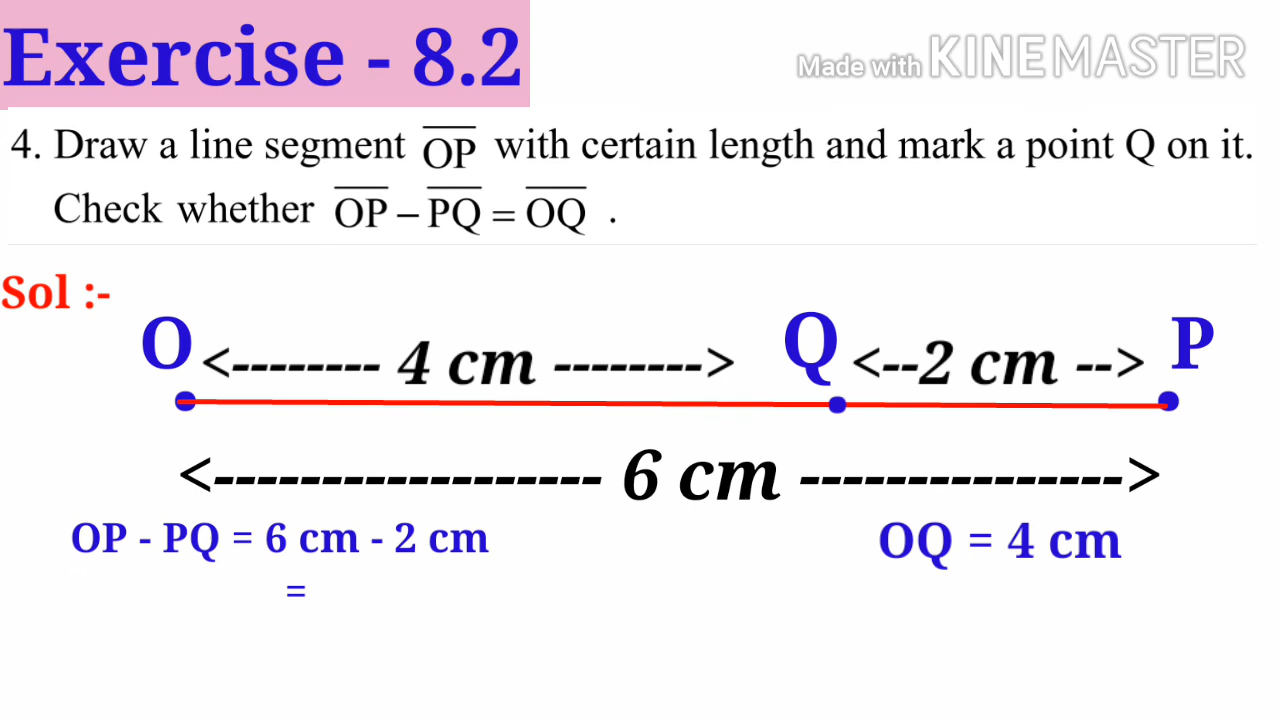 Exercise - 8.2
Made with KINEMASTER
4. Draw a line segment OP with certain length and mark a point Q on it.
Check whether OP – PQ = OQ .
Sol :-
O <-------- 4 cm --------> Q <--2 cm --> P
<------------------ 6 cm --------------->
OP - PQ = 6 cm - 2 cm OQ = 4 cm
=